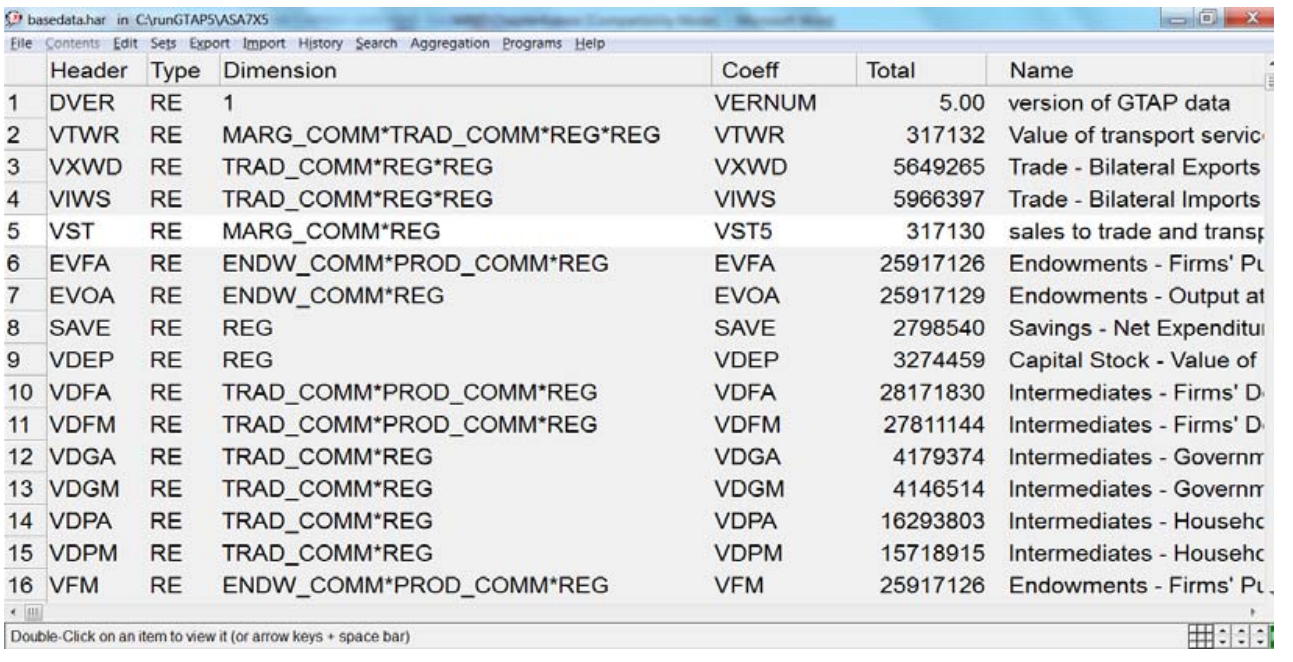 basedata.har in C:\runGTAP5\ASA7X5
File Contents Edit Sets Export Import History Search Aggregation Programs Help
Header Type Dimension Coeff Total Name
1 DVER RE 1 VERNUM 5.00 version of GTAP data
2 VTWR RE MARG_COMM*TRAD_COMM*REG*REG VTWR 317132 Value of transport servic
3 VXWD RE TRAD_COMM*REG*REG VXWD 5649265 Trade - Bilateral Exports
4 VIWS RE TRAD_COMM*REG*REG VIWS 5966397 Trade - Bilateral Imports
5 VST RE MARG_COMM*REG VST5 317130 sales to trade and transp
6 EVFA RE ENDW_COMM*PROD_COMM*REG EVFA 25917126 Endowments - Firms' Pu
7 EVOA RE ENDW_COMM*REG EVOA 25917129 Endowments - Output at
8 SAVE RE REG SAVE 2798540 Savings - Net Expenditur
9 VDEP RE REG VDEP 3274459 Capital Stock - Value of
10 VDFA RE TRAD_COMM*PROD_COMM*REG VDFA 28171830 Intermediates - Firms' D
11 VDFM RE TRAD_COMM*PROD_COMM*REG VDFM 27811144 Intermediates - Firms' D
12 VDGA RE TRAD_COMM*REG VDGA 4179374 Intermediates - Governm
13 VDGM RE TRAD_COMM*REG VDGM 4146514 Intermediates - Governm
14 VDPA RE TRAD_COMM*REG VDPA 16293803 Intermediates - Househo
15 VDPM RE TRAD_COMM*REG VDPM 15718915 Intermediates - Househo
16 VFM RE ENDW_COMM*PROD_COMM*REG VFM 25917126 Endowments - Firms' Pu
Double-Click on an item to view it (or arrow keys + space bar)